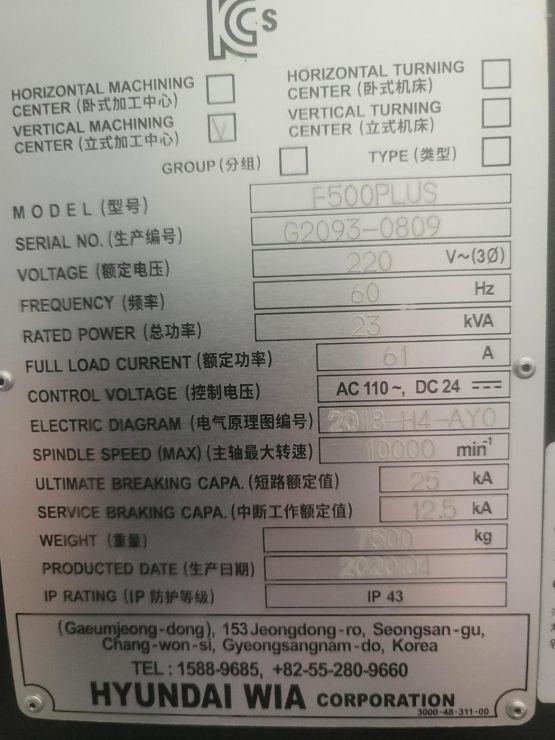 KCs
HORIZONTAL MACHINING CENTER (卧式加工中心)
HORIZONTAL TURNING CENTER (卧式机床)
VERTICAL MACHINING CENTER (立式加工中心) V
VERTICAL TURNING CENTER (立式机床)
GROUP (分组)
TYPE (类型)
MODEL (型号) F500PLUS
SERIAL NO. (生产编号) G2093-0809
VOLTAGE (额定电压) 220 V~(3Ø)
FREQUENCY (频率) 60 Hz
RATED POWER (总功率) 23 kVA
FULL LOAD CURRENT (额定功率) 61 A
CONTROL VOLTAGE (控制电压) AC 110 ~, DC 24
ELECTRIC DIAGRAM (电气原理图编号) 2018-H4-AY0
SPINDLE SPEED (MAX) (主轴最大转速) 10000 min⁻¹
ULTIMATE BREAKING CAPA. (短路额定值) 25 kA
SERVICE BRAKING CAPA. (中断工作额定值) 12.5 kA
WEIGHT (重量) 7500 kg
PRODUCTED DATE (生产日期) 2020.04
IP RATING (IP 防护等级) IP 43
(Gaeumjeong-dong), 153 Jeongdong-ro, Seongsan-gu,
Chang-won-si, Gyeongsangnam-do, Korea
TEL : 1588-9685, +82-55-280-9660
HYUNDAI WIA CORPORATION
3000-48-311-00